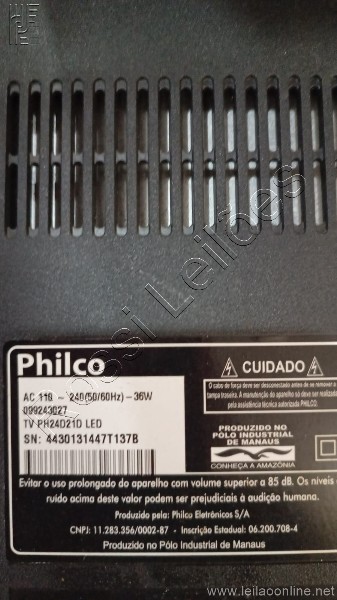 Rossi Leilões
Philco
AC 110 ~ 240(50/60Hz) – 36W
099243027
TV PH24D21D LED
SN: 4430131447T137B
CUIDADO
O cabo de força deve ser desconectado antes de se remover a
tampa traseira. A manutenção do aparelho só deve ser realizada
pela assistência técnica autorizada PHILCO.
PRODUZIDO NO
PÓLO INDUSTRIAL
DE MANAUS
CONHEÇA A AMAZÔNIA
Evitar o uso prolongado do aparelho com volume superior a 85 dB. Os níveis
acima deste valor podem ser prejudiciais à audição humana.
Produzido pela: Philco Eletrônicos S/A
CNPJ: 11.283.356/0002-87 - Inscrição Estadual: 06.200.708-4
Produzido no Pólo Industrial de Manaus
www.leilaoonline.net